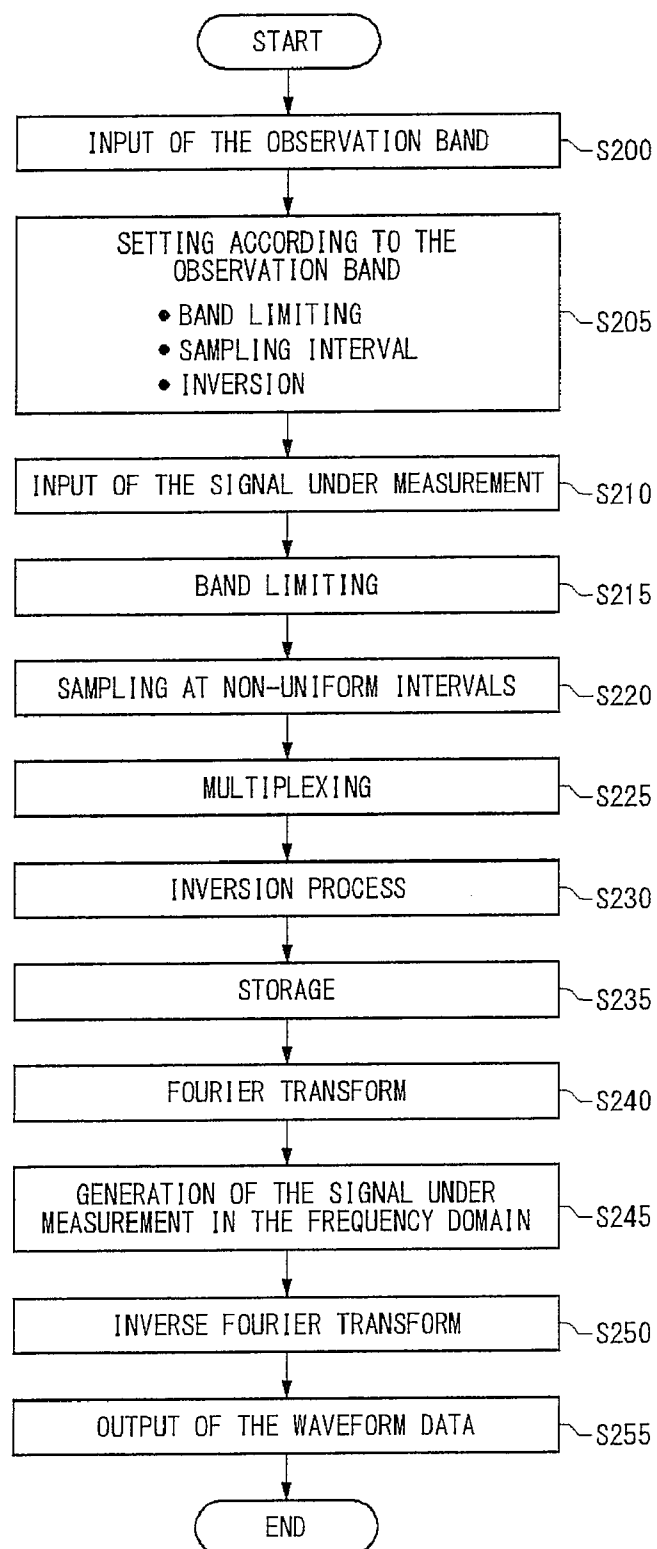 START
INPUT OF THE OBSERVATION BAND
S200
SETTING ACCORDING TO THE
OBSERVATION BAND
• BAND LIMITING
• SAMPLING INTERVAL
• INVERSION
S205
INPUT OF THE SIGNAL UNDER MEASUREMENT
S210
BAND LIMITING
S215
SAMPLING AT NON-UNIFORM INTERVALS
S220
MULTIPLEXING
S225
INVERSION PROCESS
S230
STORAGE
S235
FOURIER TRANSFORM
S240
GENERATION OF THE SIGNAL UNDER
MEASUREMENT IN THE FREQUENCY DOMAIN
S245
INVERSE FOURIER TRANSFORM
S250
OUTPUT OF THE WAVEFORM DATA
S255
END